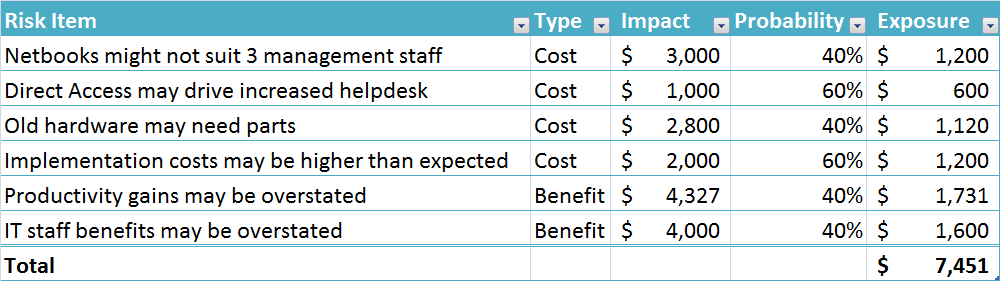 Risk Item Type Impact Probability Exposure
Netbooks might not suit 3 management staff Cost $ 3,000 40% $ 1,200
Direct Access may drive increased helpdesk Cost $ 1,000 60% $ 600
Old hardware may need parts Cost $ 2,800 40% $ 1,120
Implementation costs may be higher than expected Cost $ 2,000 60% $ 1,200
Productivity gains may be overstated Benefit $ 4,327 40% $ 1,731
IT staff benefits may be overstated Benefit $ 4,000 40% $ 1,600
Total $ 7,451